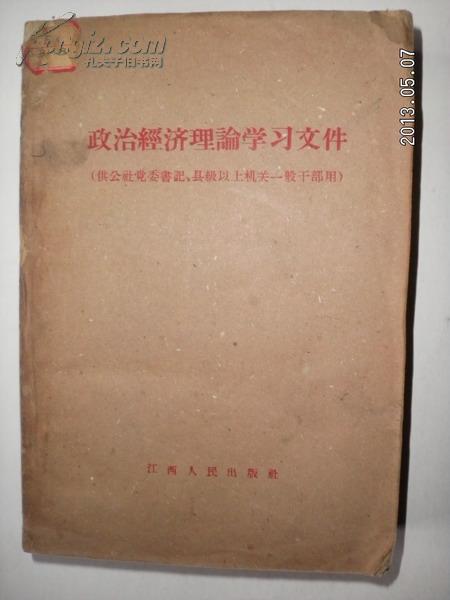 kongfz.com
孔夫子旧书网
2013.05.07
政治經济理論学习文件
(供公社党委書記、县級以上机关一般干部用)
江西人民出版社